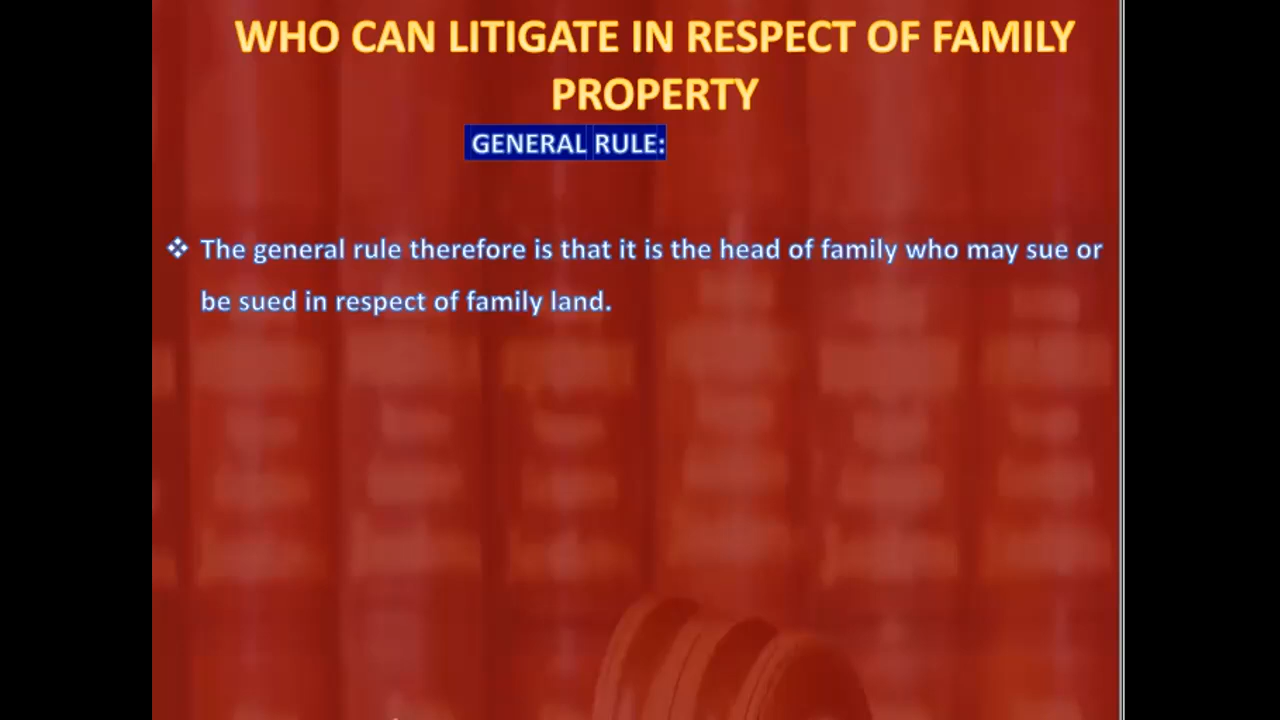 WHO CAN LITIGATE IN RESPECT OF FAMILY
PROPERTY
GENERAL RULE:
❖ The general rule therefore is that it is the head of family who may sue or
be sued in respect of family land.